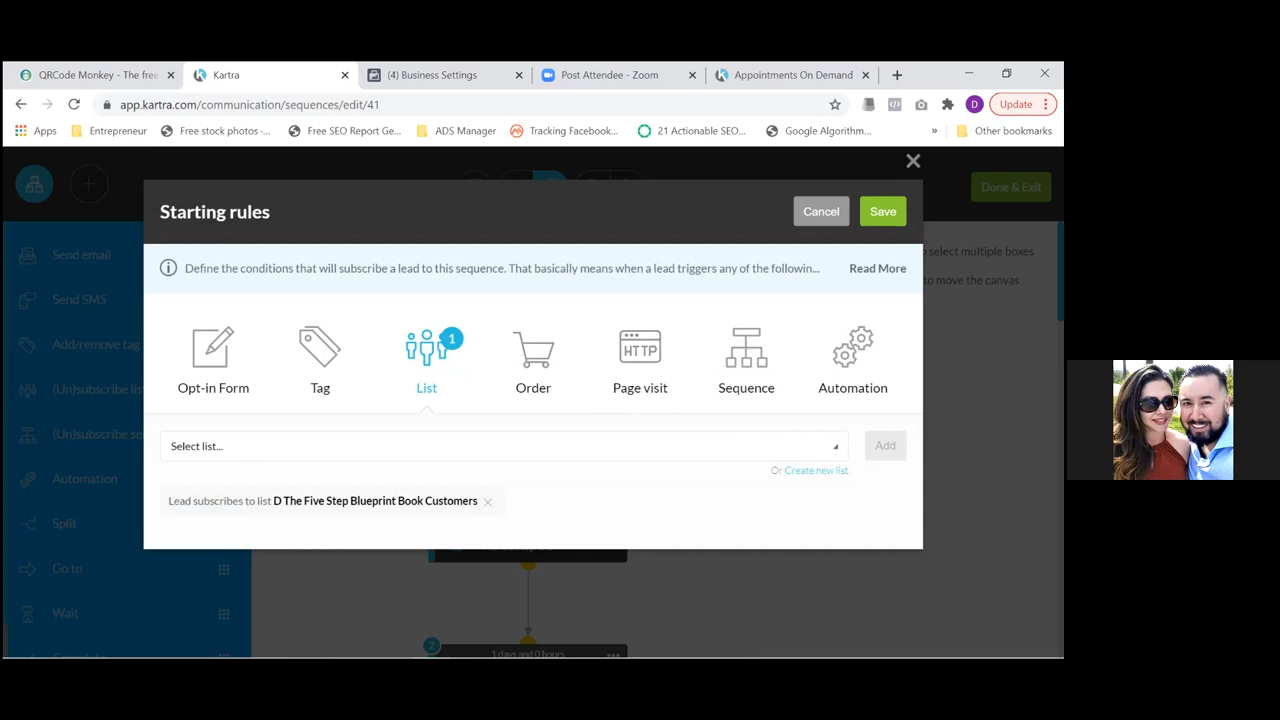 QRCode Monkey - The free
Kartra
(4) Business Settings
Post Attendee - Zoom
Appointments On Demand
app.kartra.com/communication/sequences/edit/41
D
Update
Apps
Entrepreneur
Free stock photos -...
Free SEO Report Ge...
ADS Manager
Tracking Facebook...
21 Actionable SEO...
Google Algorithm...
»
Other bookmarks
Done & Exit
Starting rules
Cancel
Save
Define the conditions that will subscribe a lead to this sequence. That basically means when a lead triggers any of the followin...
Read More
Send email
Send SMS
Add/remove tag
(Un)subscribe
(Un)subscribe
Automation
Split
Go to
Wait
select multiple boxes
to move the canvas
1
HTTP
Opt-in Form
Tag
List
Order
Page visit
Sequence
Automation
Select list...
Add
Or Create new list
Lead subscribes to list D The Five Step Blueprint Book Customers
2
1 days and 0 hours